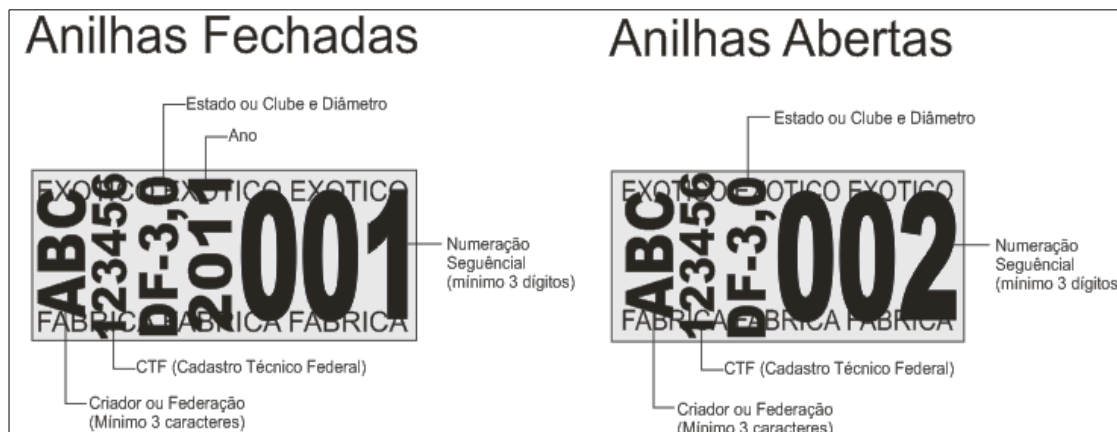 Anilhas Fechadas
Estado ou Clube e Diâmetro
Ano
EXOTICO EXOTICO EXOTICO
ABC
123456
DF-3,0
2011
001
FABRICA FABRICA FABRICA
Numeração
Seguêncial
(mínimo 3 dígitos)
CTF (Cadastro Técnico Federal)
Criador ou Federação
(Mínimo 3 caracteres)
Anilhas Abertas
Estado ou Clube e Diâmetro
EXOTICO EXOTICO EXOTICO
ABC
123456
DF-3,0
002
FABRICA FABRICA FABRICA
Numeração
Seguêncial
(mínimo 3 dígitos
CTF (Cadastro Técnico Federal)
Criador ou Federação
(Mínimo 3 caracteres)